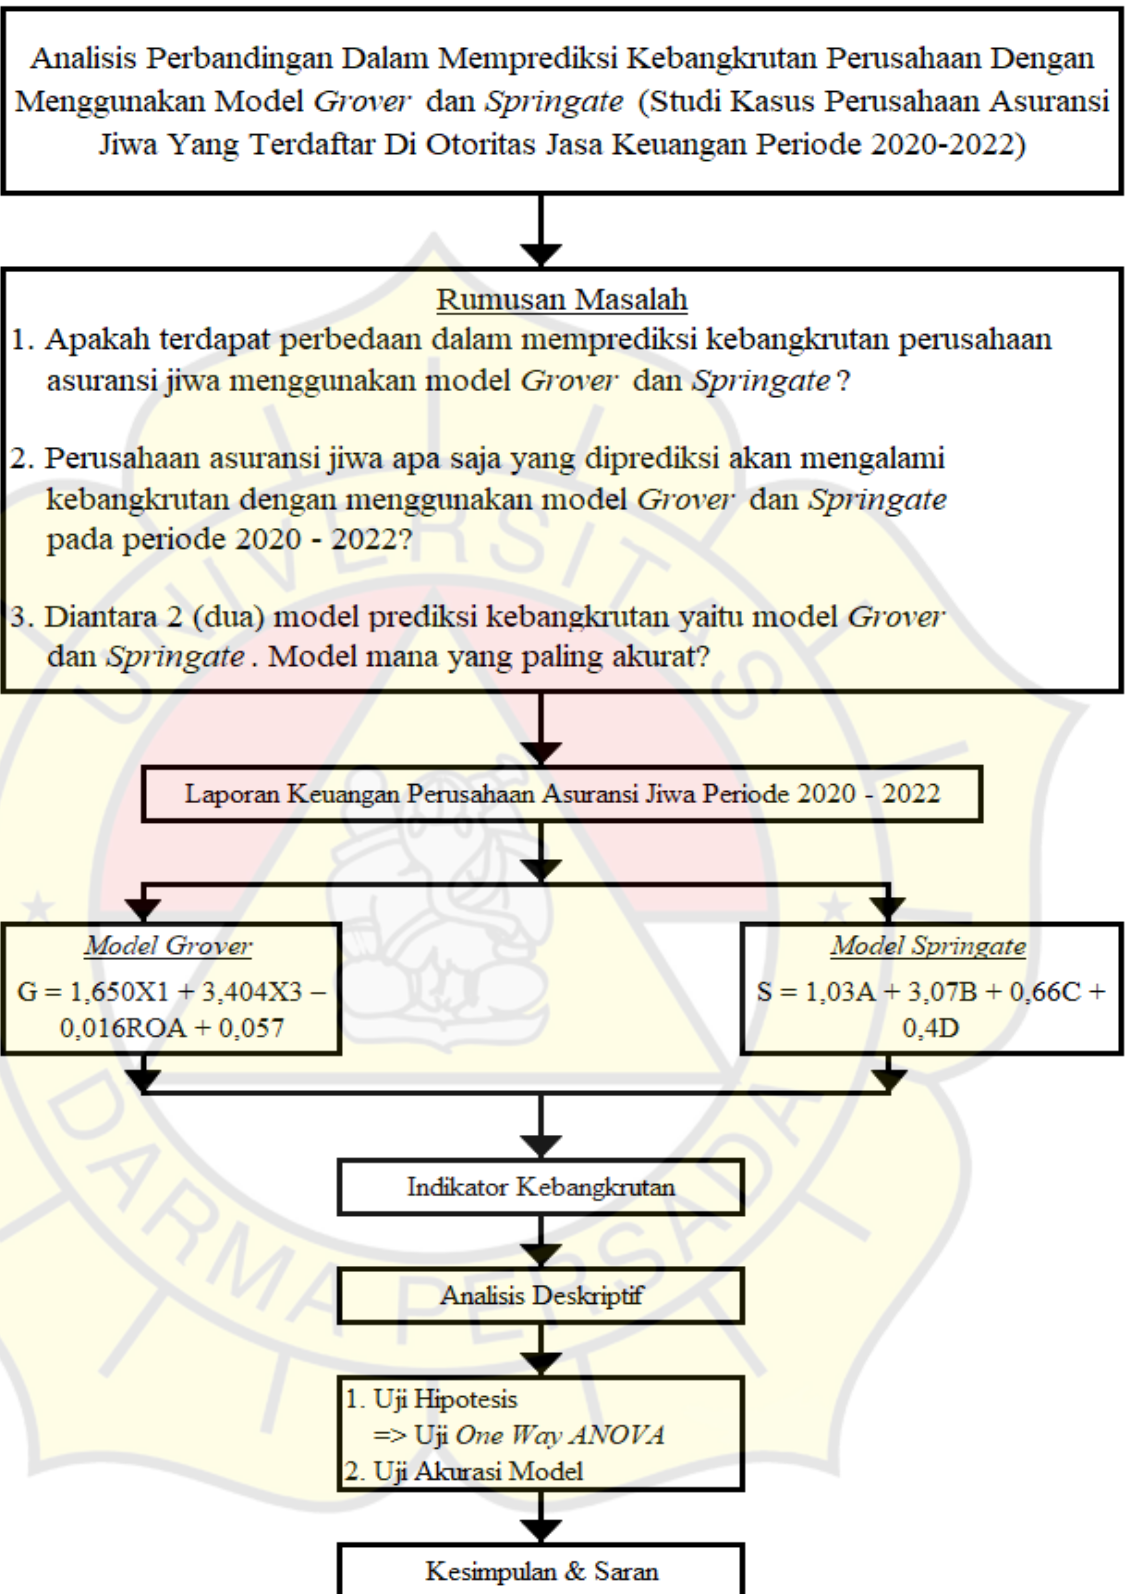 Analisis Perbandingan Dalam Memprediksi Kebangkrutan Perusahaan Dengan
Menggunakan Model Grover dan Springate (Studi Kasus Perusahaan Asuransi
Jiwa Yang Terdaftar Di Otoritas Jasa Keuangan Periode 2020-2022)
Rumusan Masalah
1. Apakah terdapat perbedaan dalam memprediksi kebangkrutan perusahaan
asuransi jiwa menggunakan model Grover dan Springate ?
2. Perusahaan asuransi jiwa apa saja yang diprediksi akan mengalami
kebangkrutan dengan menggunakan model Grover dan Springate
pada periode 2020 - 2022?
3. Diantara 2 (dua) model prediksi kebangkrutan yaitu model Grover
dan Springate . Model mana yang paling akurat?
Laporan Keuangan Perusahaan Asuransi Jiwa Periode 2020 - 2022
Model Grover
G = 1,650X1 + 3,404X3 –
0,016ROA + 0,057
Model Springate
S = 1,03A + 3,07B + 0,66C +
0,4D
Indikator Kebangkrutan
Analisis Deskriptif
1. Uji Hipotesis
=> Uji One Way ANOVA
2. Uji Akurasi Model
Kesimpulan & Saran
UNIVERSITAS
DARMA PERSADA